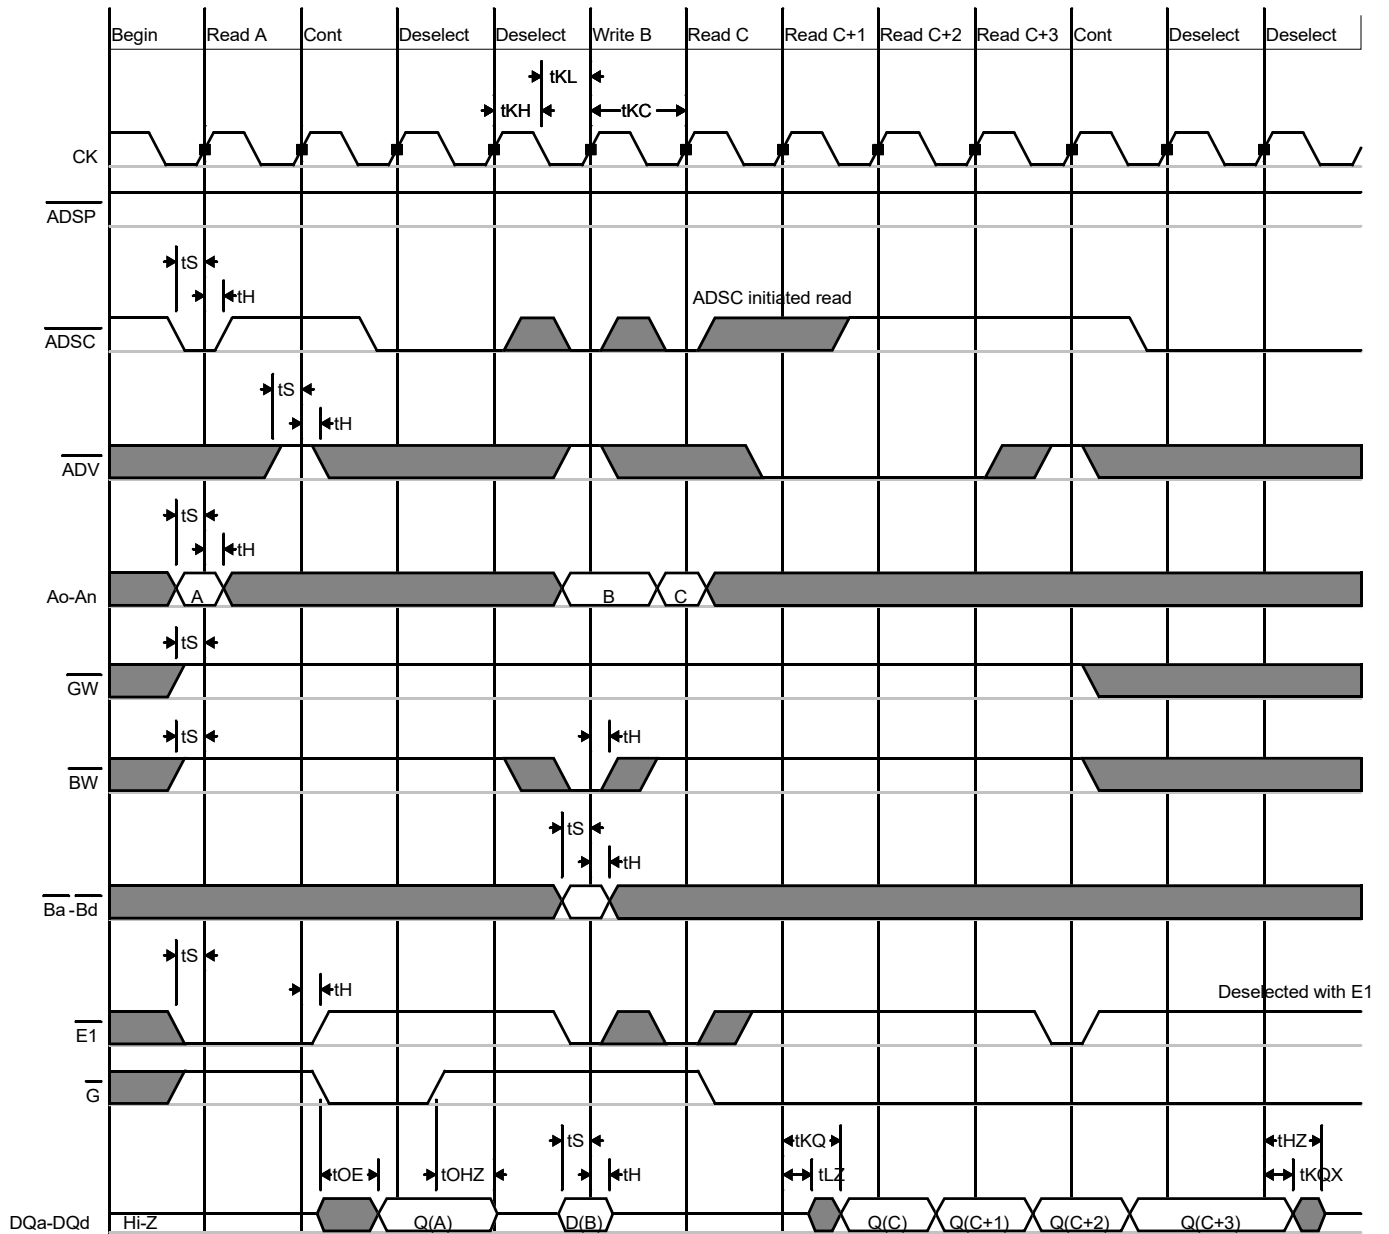 Begin Read A Cont Deselect Deselect Write B Read C Read C+1 Read C+2 Read C+3 Cont Deselect Deselect
tKL
tKH tKC
CK
ADSP
tS
tH
ADSC initiated read
ADSC
tS
tH
ADV
tS
tH
Ao-An A B C
tS
GW
tS tH
BW
tS
tH
Ba-Bd
tS
tH
Deselected with E1
E1
G
tS tKQ tHZ
tOE tOHZ tH tLZ tKQX
DQa-DQd Hi-Z Q(A) D(B) Q(C) Q(C+1) Q(C+2) Q(C+3)